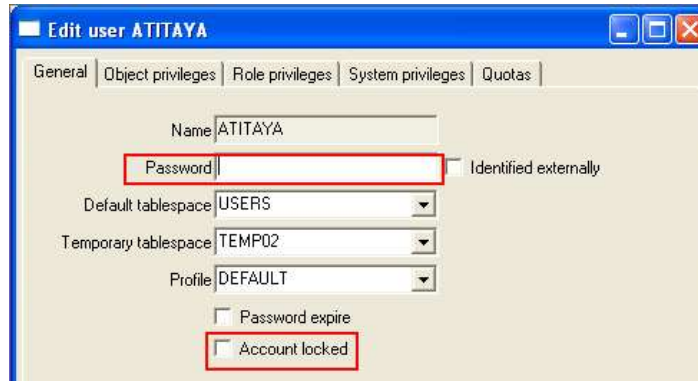 Edit user ATITAYA
General Object privileges Role privileges System privileges Quotas
Name ATITAYA
Password Identified externally
Default tablespace USERS
Temporary tablespace TEMP02
Profile DEFAULT
Password expire
Account locked